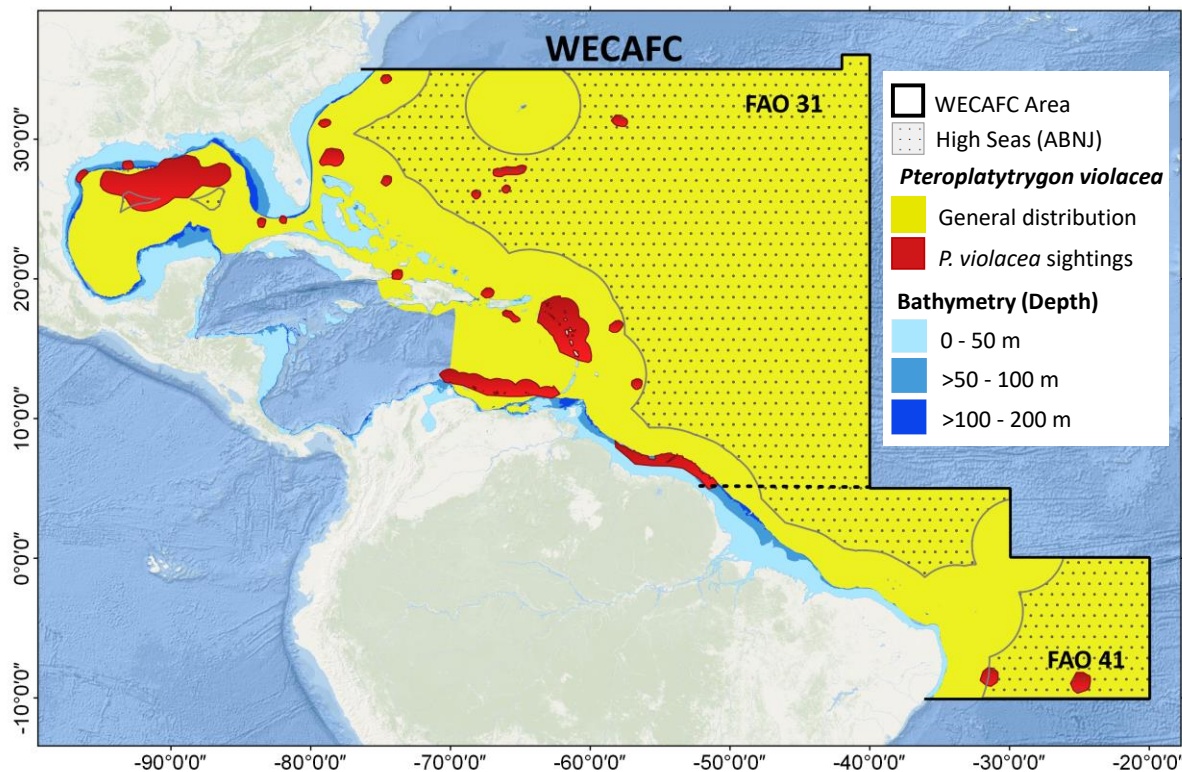 WECAFC
FAO 31
WECAFC Area
High Seas (ABNJ)
Pteroplatytrygon violacea
General distribution
P. violacea sightings
Bathymetry (Depth)
0 - 50 m
>50 - 100 m
>100 - 200 m
FAO 41
30°0'0"
20°0'0"
10°0'0"
0°0'0"
-10°0'0"
-90°0'0"
-80°0'0"
-70°0'0"
-60°0'0"
-50°0'0"
-40°0'0"
-30°0'0"
-20°0'0"